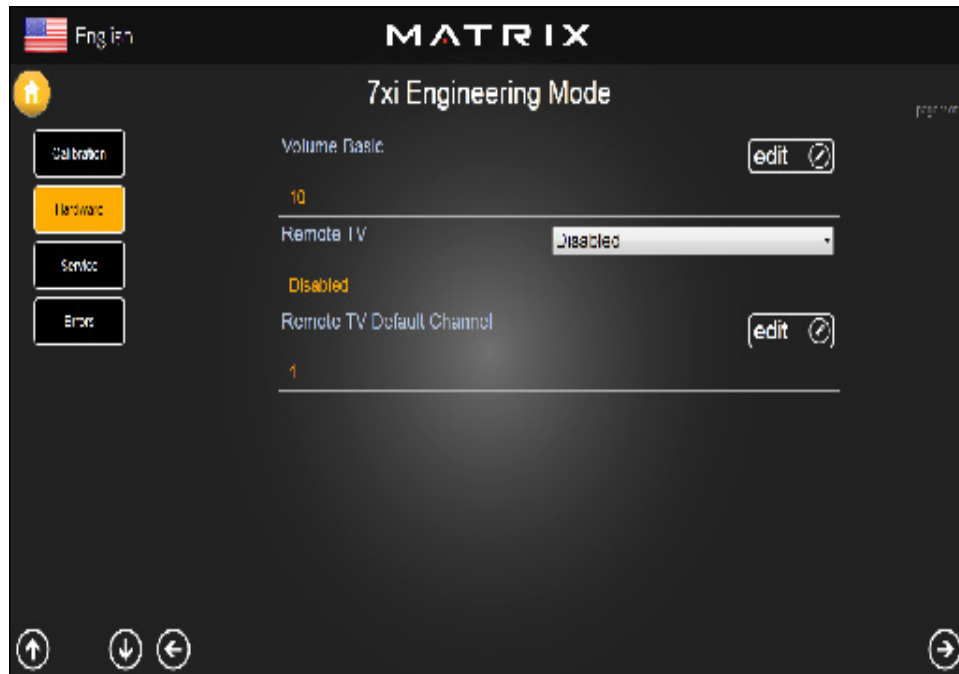 English
MATRIX
7xi Engineering Mode
Calibration
Hardware
Service
Errors
Volume Basic
edit
10
Remote TV
Disabled
Disabled
Remote TV Default Channel
edit
1